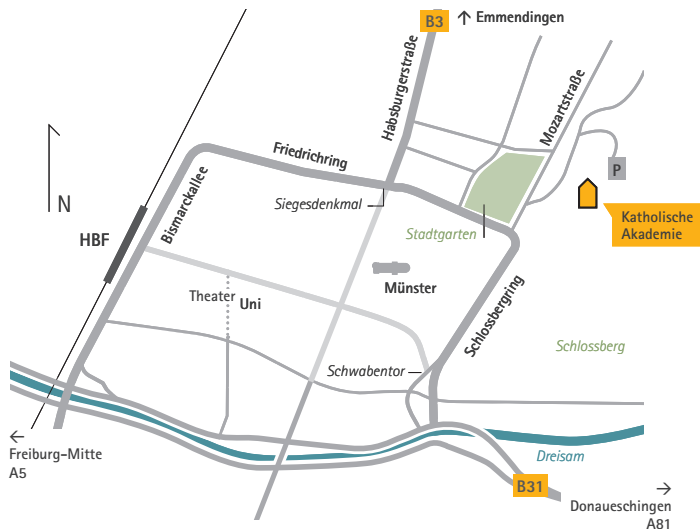 B3
↑ Emmendingen
Habsburgerstraße
Mozartstraße
Friedrichring
P
N
Bismarckallee
Siegesdenkmal
Katholische
Akademie
HBF
Stadtgarten
Münster
Theater
Uni
Schlossbergring
Schlossberg
Schwabentor
←
Freiburg-Mitte
A5
Dreisam
B31
→
Donaueschingen
A81